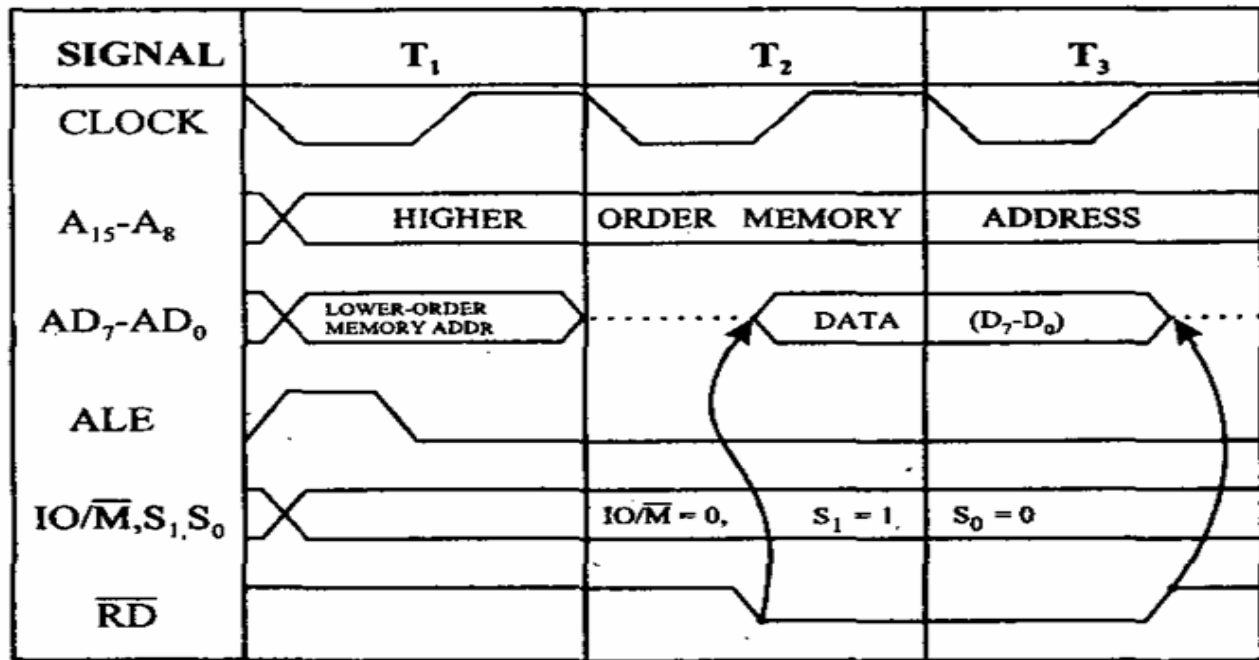 SIGNAL T₁ T₂ T₃
CLOCK
A₁₅-A₈ HIGHER ORDER MEMORY ADDRESS
AD₇-AD₀ LOWER-ORDER MEMORY ADDR DATA (D₇-D₀)
ALE
IO/M̅,S₁,S₀ IO/M̅ = 0, S₁ = 1, S₀ = 0
R̅D̅